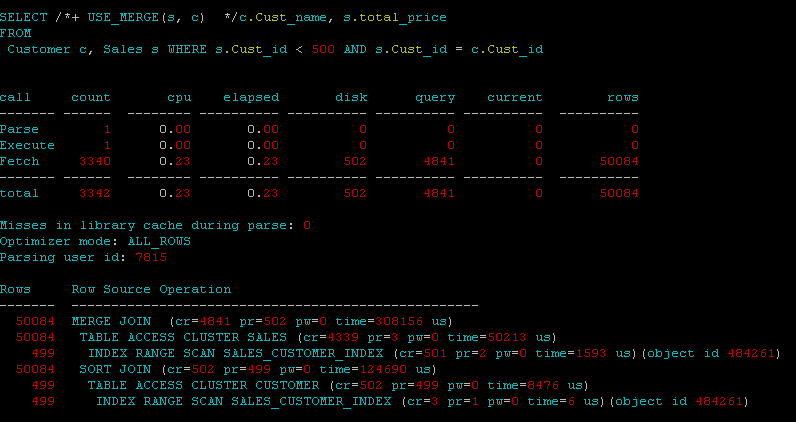 SELECT /*+ USE_MERGE(s, c)  */c.Cust_name, s.total_price
FROM
 Customer c, Sales s WHERE s.Cust_id < 500 AND s.Cust_id = c.Cust_id
call     count       cpu    elapsed       disk      query    current        rows
------- ------  -------- ---------- ---------- ---------- ----------  ----------
Parse        1      0.00       0.00          0          0          0           0
Execute      1      0.00       0.00          0          0          0           0
Fetch     3340      0.23       0.23        502       4841          0       50084
------- ------  -------- ---------- ---------- ---------- ----------  ----------
total     3342      0.23       0.23        502       4841          0       50084
Misses in library cache during parse: 0
Optimizer mode: ALL_ROWS
Parsing user id: 7815
Rows     Row Source Operation
-------  ---------------------------------------------------
  50084  MERGE JOIN  (cr=4841 pr=502 pw=0 time=308156 us)
  50084   TABLE ACCESS CLUSTER SALES (cr=4339 pr=3 pw=0 time=50213 us)
    499    INDEX RANGE SCAN SALES_CUSTOMER_INDEX (cr=501 pr=2 pw=0 time=1593 us)(object id 484261)
  50084   SORT JOIN (cr=502 pr=499 pw=0 time=124690 us)
    499    TABLE ACCESS CLUSTER CUSTOMER (cr=502 pr=499 pw=0 time=8476 us)
    499     INDEX RANGE SCAN SALES_CUSTOMER_INDEX (cr=3 pr=1 pw=0 time=6 us)(object id 484261)